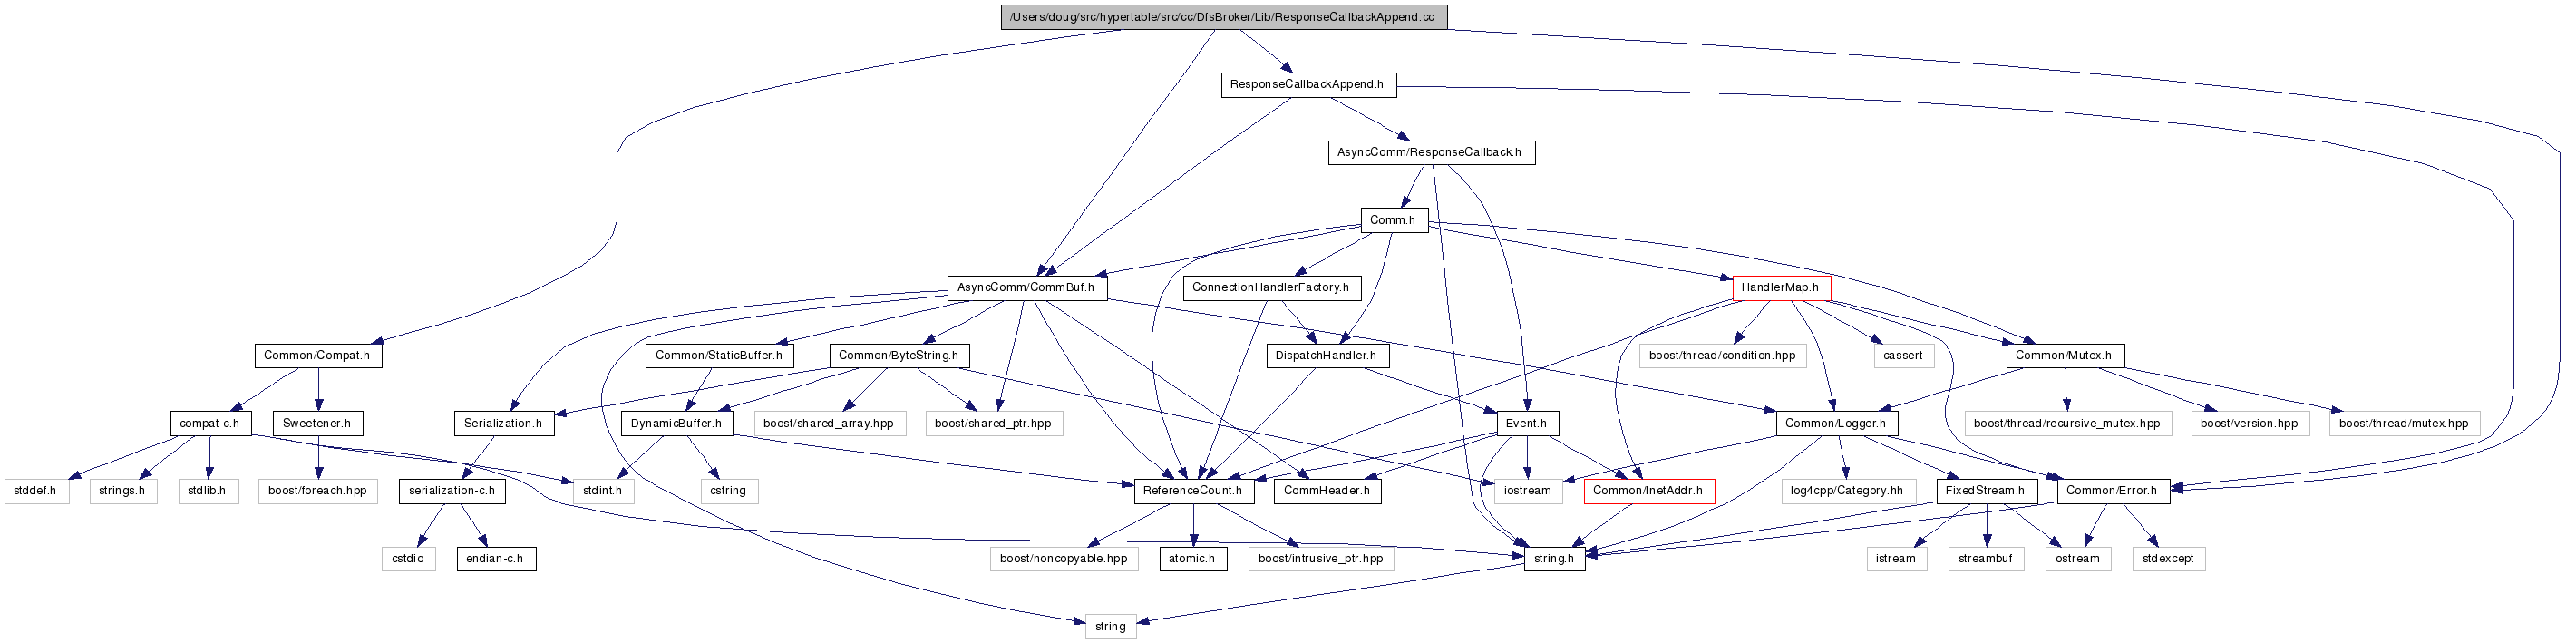 /Users/doug/src/hypertable/src/cc/DfsBroker/Lib/ResponseCallbackAppend.cc
ResponseCallbackAppend.h
AsyncComm/ResponseCallback.h
Comm.h
AsyncComm/CommBuf.h
ConnectionHandlerFactory.h
HandlerMap.h
Common/Compat.h
Common/StaticBuffer.h
Common/ByteString.h
DispatchHandler.h
boost/thread/condition.hpp
cassert
Common/Mutex.h
compat-c.h
Sweetener.h
Serialization.h
DynamicBuffer.h
boost/shared_array.hpp
boost/shared_ptr.hpp
Event.h
Common/Logger.h
boost/thread/recursive_mutex.hpp
boost/version.hpp
boost/thread/mutex.hpp
stddef.h
strings.h
stdlib.h
boost/foreach.hpp
serialization-c.h
stdint.h
cstring
ReferenceCount.h
CommHeader.h
iostream
Common/InetAddr.h
log4cpp/Category.hh
FixedStream.h
Common/Error.h
cstdio
endian-c.h
boost/noncopyable.hpp
atomic.h
boost/intrusive_ptr.hpp
string.h
istream
streambuf
ostream
stdexcept
string